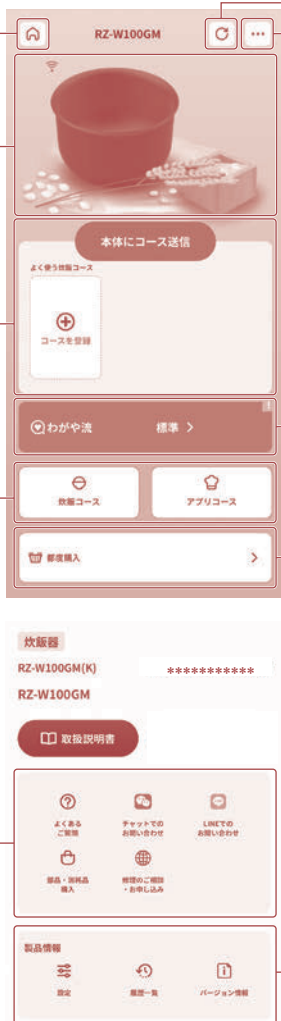 RZ-W100GM
本体にコース送信
よく使う炊飯コース
コースを登録
わがや流 標準
炊飯コース アプリコース
都度購入
炊飯器
RZ-W100GM(K) ***********
RZ-W100GM
取扱説明書
よくある チャットでの LINEでの
ご質問 お問い合わせ お問い合わせ
部品・消耗品 修理のご相談
購入 ・お申し込み
製品情報
設定 履歴一覧 バージョン情報